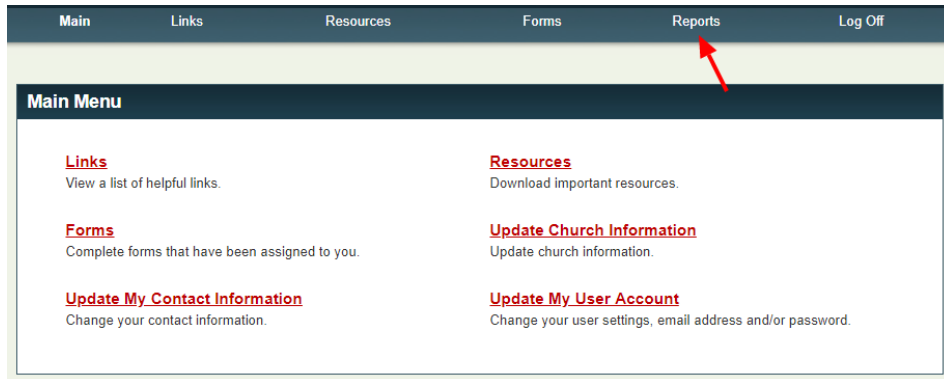 Main Links Resources Forms Reports Log Off
Main Menu
Links Resources
View a list of helpful links. Download important resources.
Forms Update Church Information
Complete forms that have been assigned to you. Update church information.
Update My Contact Information Update My User Account
Change your contact information. Change your user settings, email address and/or password.